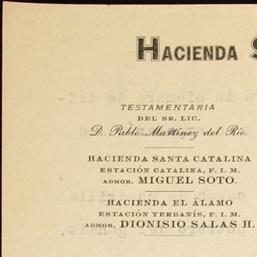 HACIENDA S
TESTAMENTARIA
DEL SR. LIC.
D. Pablo Martínez del Río.
HACIENDA SANTA CATALINA
ESTACIÓN CATALINA, F. I. M.
ADMOR. MIGUEL SOTO.
HACIENDA EL ÁLAMO
ESTACIÓN YERBANÍS, F. I. M.
ADMOR. DIONISIO SALAS H.